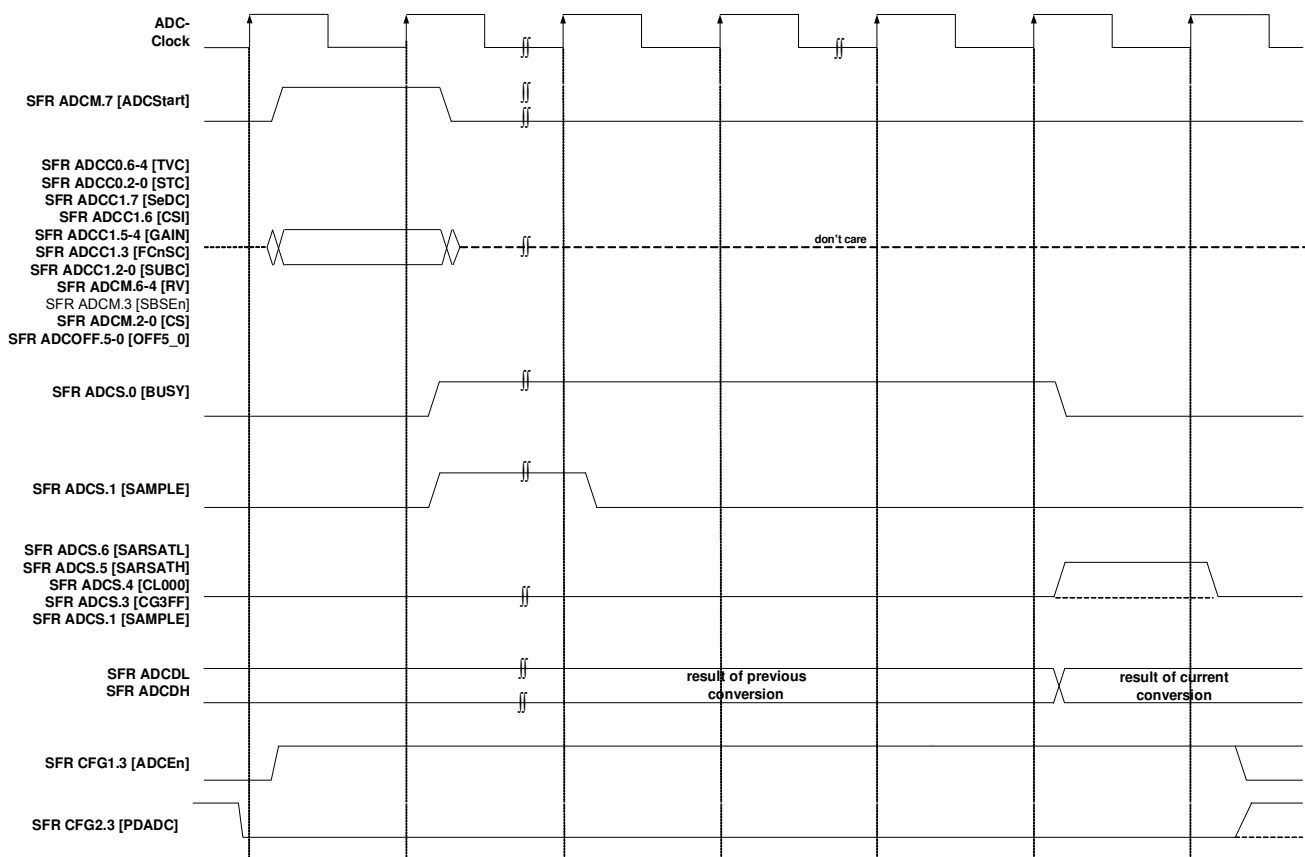 ADC-
Clock
SFR ADCM.7 [ADCStart]
SFR ADCC0.6-4 [TVC]
SFR ADCC0.2-0 [STC]
SFR ADCC1.7 [SeDC]
SFR ADCC1.6 [CSI]
SFR ADCC1.5-4 [GAIN]
SFR ADCC1.3 [FCnSC]
SFR ADCC1.2-0 [SUBC]
SFR ADCM.6-4 [RV]
SFR ADCM.3 [SBSEn]
SFR ADCM.2-0 [CS]
SFR ADCOFF.5-0 [OFF5_0]
don't care
SFR ADCS.0 [BUSY]
SFR ADCS.1 [SAMPLE]
SFR ADCS.6 [SARSATL]
SFR ADCS.5 [SARSATH]
SFR ADCS.4 [CL000]
SFR ADCS.3 [CG3FF]
SFR ADCS.1 [SAMPLE]
SFR ADCDL
SFR ADCDH
result of previous
conversion
result of current
conversion
SFR CFG1.3 [ADCEn]
SFR CFG2.3 [PDADC]